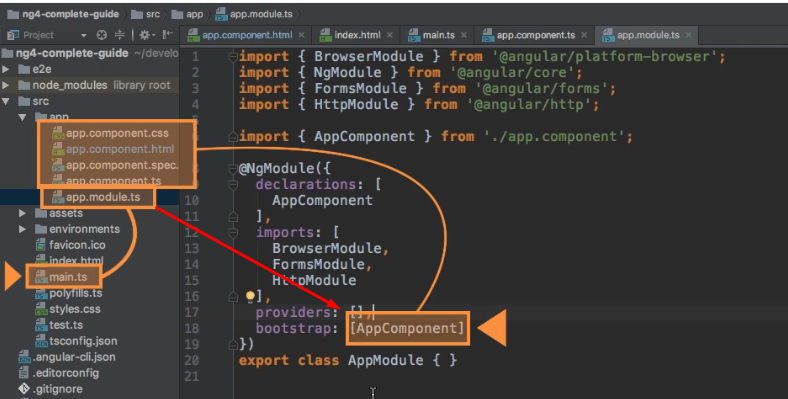 ng4-complete-guide src app app.module.ts
Project
app.component.html index.html main.ts app.component.ts app.module.ts
ng4-complete-guide ~/develo
e2e
node_modules library root
src
app
app.component.css
app.component.html
app.component.spec.
app.component.ts
app.module.ts
assets
environments
favicon.ico
index.html
main.ts
polyfills.ts
styles.css
test.ts
tsconfig.json
.angular-cli.json
.editorconfig
.gitignore
1 import { BrowserModule } from '@angular/platform-browser';
2 import { NgModule } from '@angular/core';
3 import { FormsModule } from '@angular/forms';
4 import { HttpModule } from '@angular/http';
import { AppComponent } from './app.component';
@NgModule({
declarations: [
10 AppComponent
11 ],
12 imports: [
13 BrowserModule,
14 FormsModule,
15 HttpModule
16 ],
17 providers: [],
18 bootstrap: [AppComponent]
19 })
20 export class AppModule { }
21